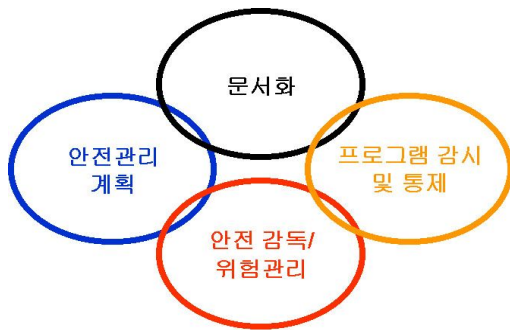 문서화
안전관리
계획
프로그램 감시
및 통제
안전 감독/
위험관리